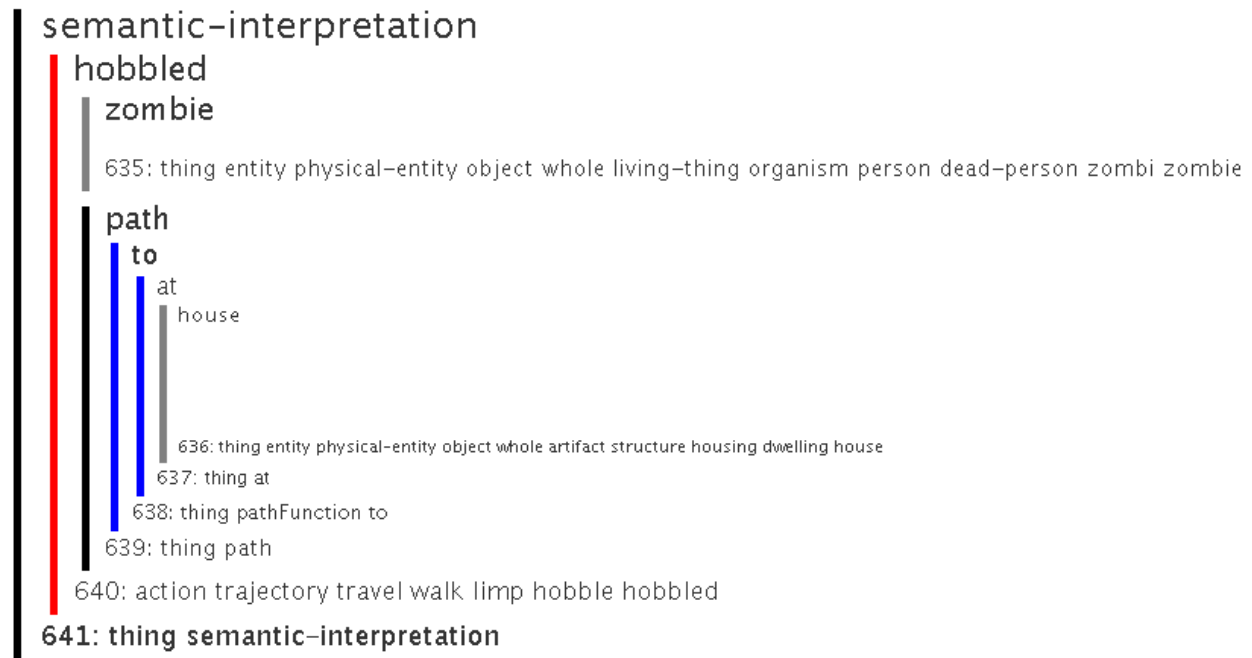 semantic-interpretation
hobbled
zombie
635: thing entity physical-entity object whole living-thing organism person dead-person zombi zombie
path
to
at
house
636: thing entity physical-entity object whole artifact structure housing dwelling house
637: thing at
638: thing pathFunction to
639: thing path
640: action trajectory travel walk limp hobble hobbled
641: thing semantic-interpretation